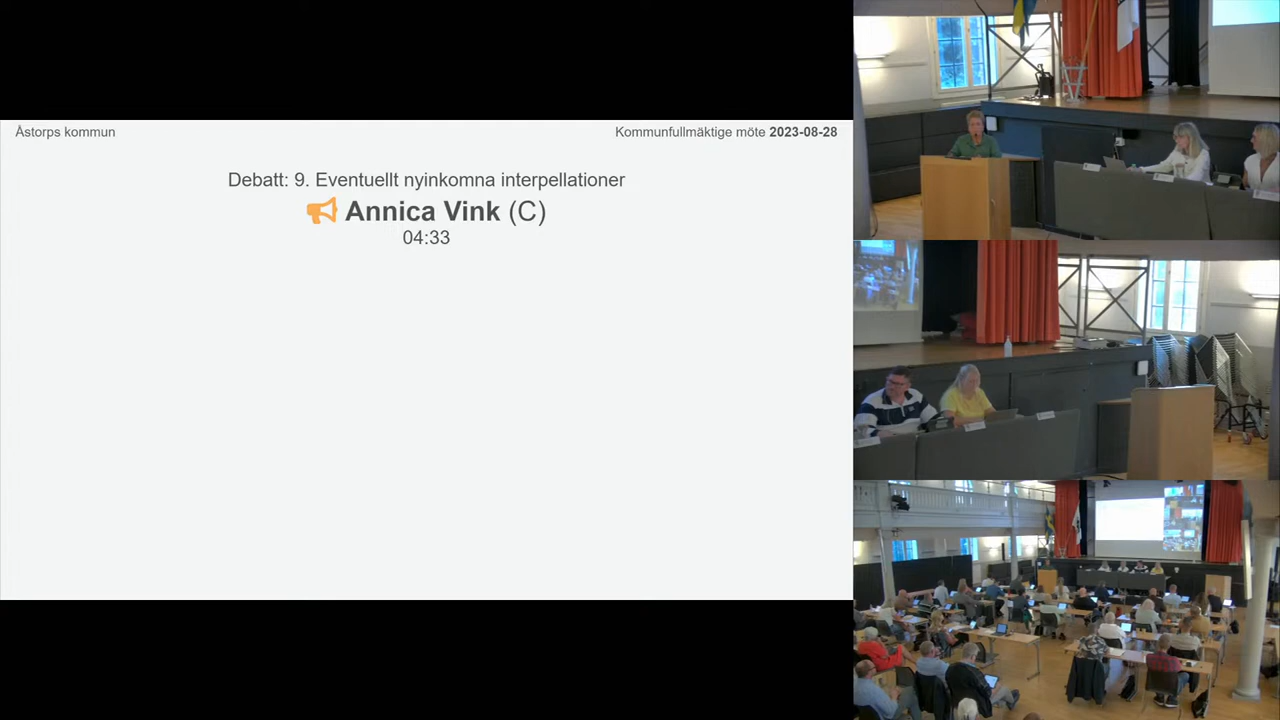 Åstorps kommun
Kommunfullmäktige möte 2023-08-28
Debatt: 9. Eventuellt nyinkomna interpellationer
Annica Vink (C)
04:33